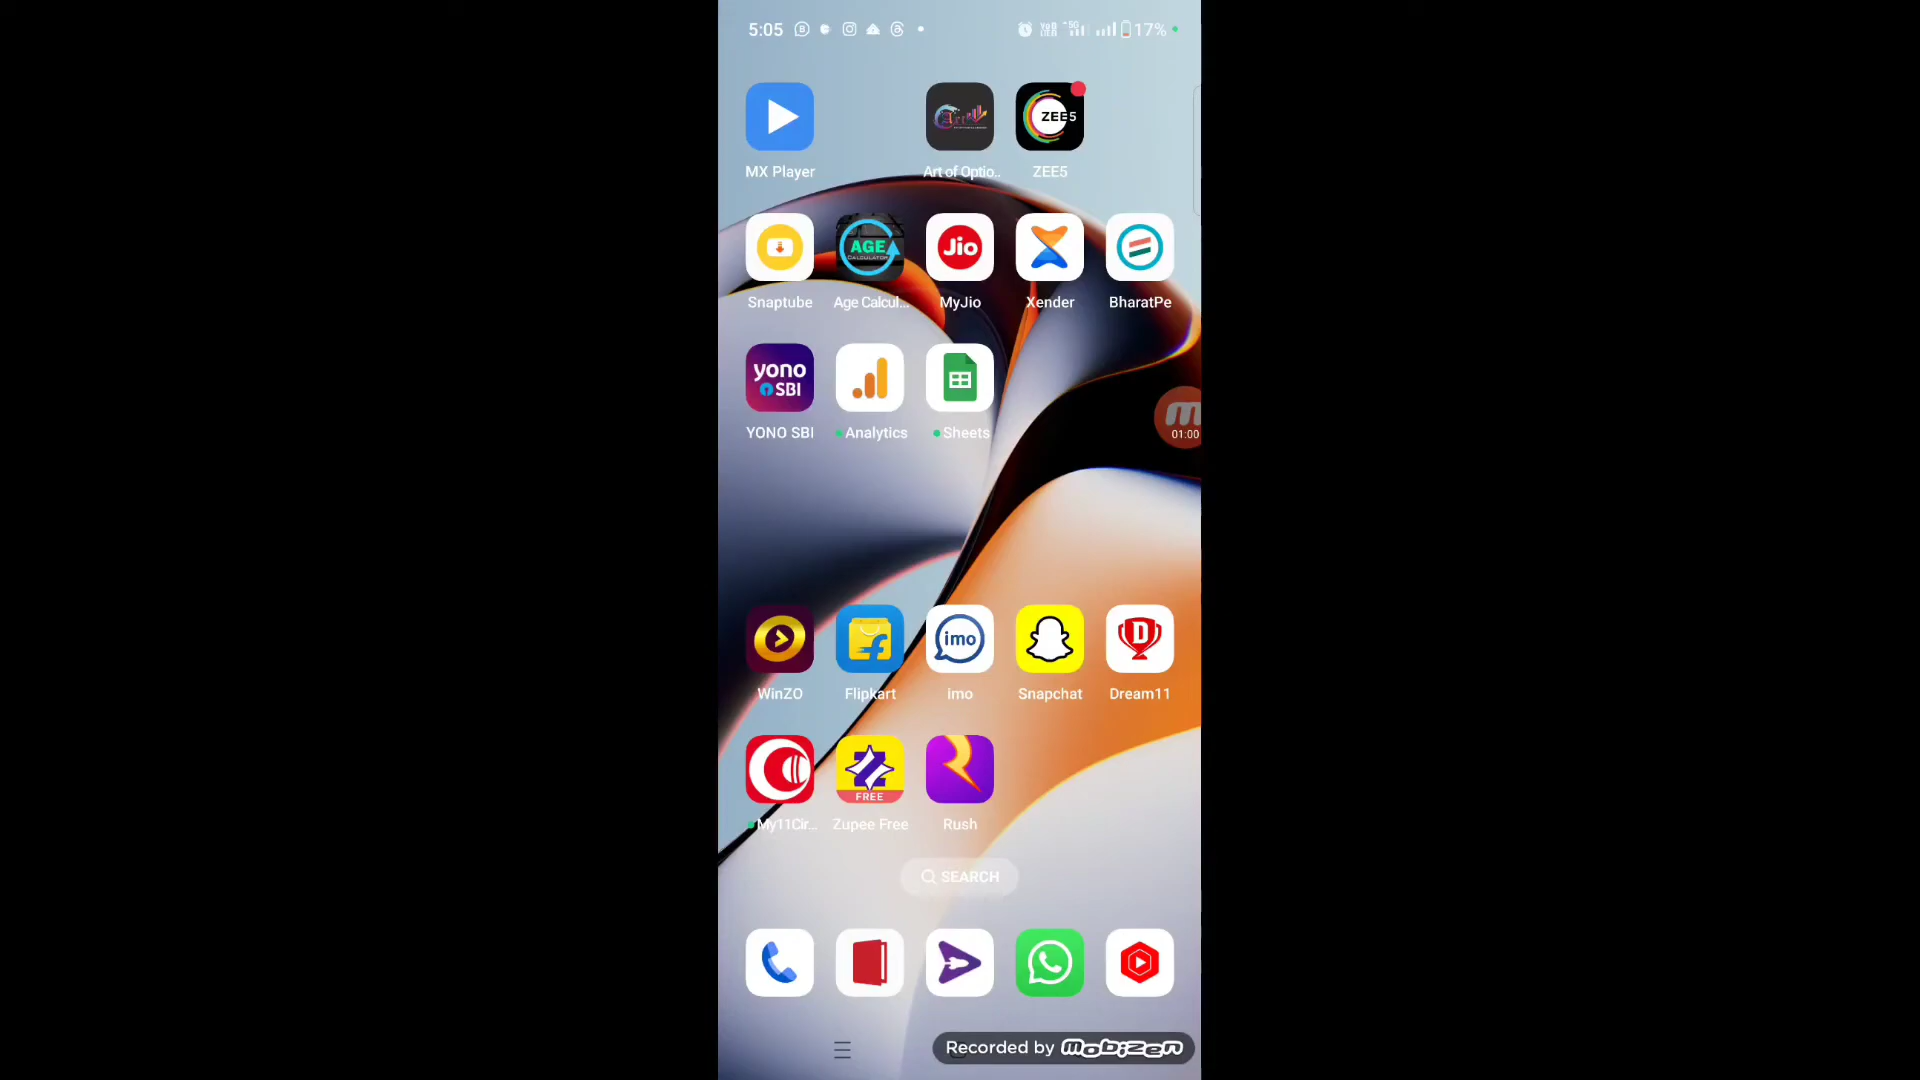 5:05
17%
ZEE5
MX Player
Art of Optio..
ZEE5
AGE
CALCULATOR
Jio
Snaptube
Age Calcul...
MyJio
Xender
BharatPe
yono
SBI
YONO SBI
Analytics
Sheets
01:00
imo
WinZO
Flipkart
imo
Snapchat
Dream11
FREE
My11Cir...
Zupee Free
Rush
SEARCH
Recorded by mobizen